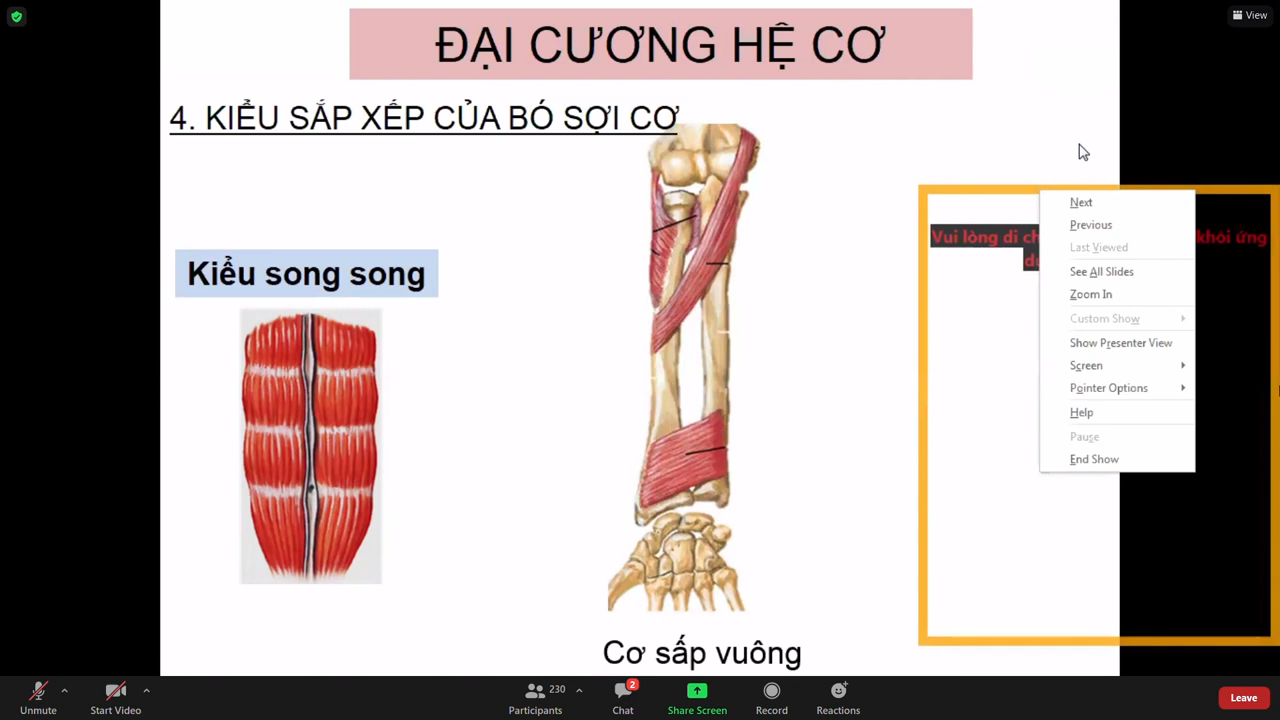 View
ĐẠI CƯƠNG HỆ CƠ
4. KIỂU SẮP XẾP CỦA BÓ SỢI CƠ
Kiểu song song
Vui lòng di
khỏi ứng
Next
Previous
Last Viewed
See All Slides
Zoom In
Custom Show
Show Presenter View
Screen
Pointer Options
Help
Pause
End Show
Cơ sấp vuông
Unmute
Start Video
230
Participants
2
Chat
Share Screen
Record
Reactions
Leave